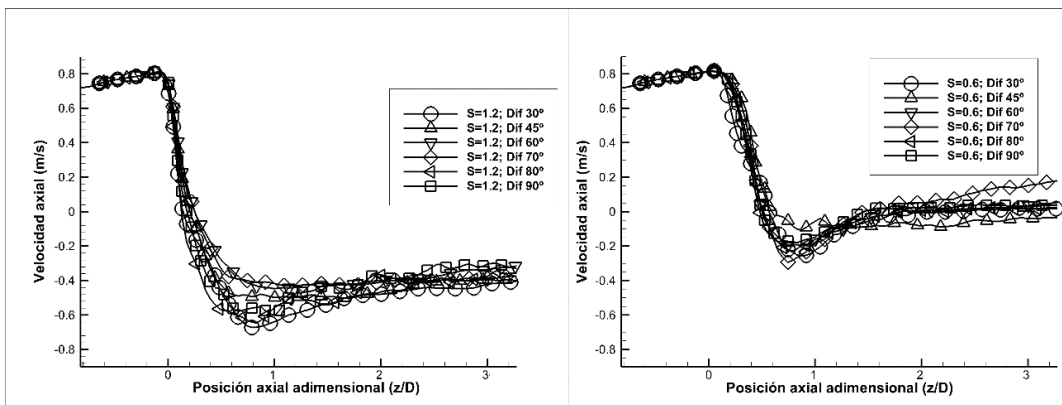 Velocidad axial (m/s)
0.8
0.6
0.4
0.2
0
-0.2
-0.4
-0.6
-0.8
0
1
2
3
Posición axial adimensional (z/D)
S=1.2; Dif 30º
S=1.2; Dif 45º
S=1.2; Dif 60º
S=1.2; Dif 70º
S=1.2; Dif 80º
S=1.2; Dif 90º
Velocidad axial (m/s)
0.8
0.6
0.4
0.2
0
-0.2
-0.4
-0.6
-0.8
0
1
2
3
Posición axial adimensional (z/D)
S=0.6; Dif 30º
S=0.6; Dif 45º
S=0.6; Dif 60º
S=0.6; Dif 70º
S=0.6; Dif 80º
S=0.6; Dif 90º